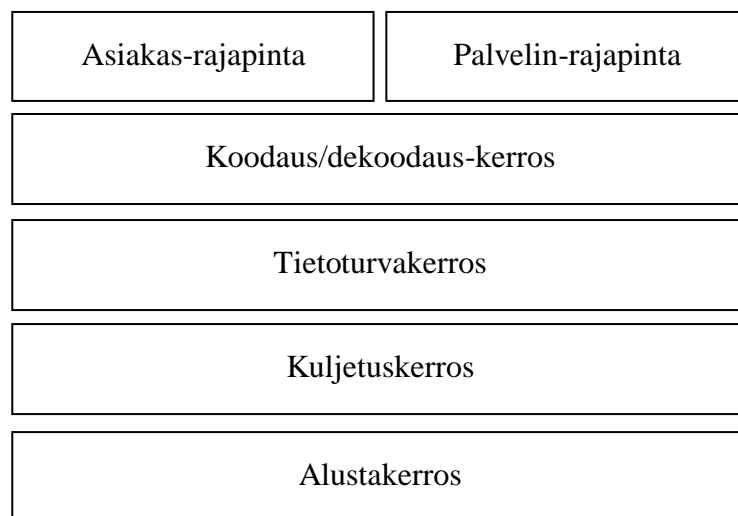 Asiakas-rajapinta
Palvelin-rajapinta
Koodaus/dekoodaus-kerros
Tietoturvakerros
Kuljetuskerros
Alustakerros